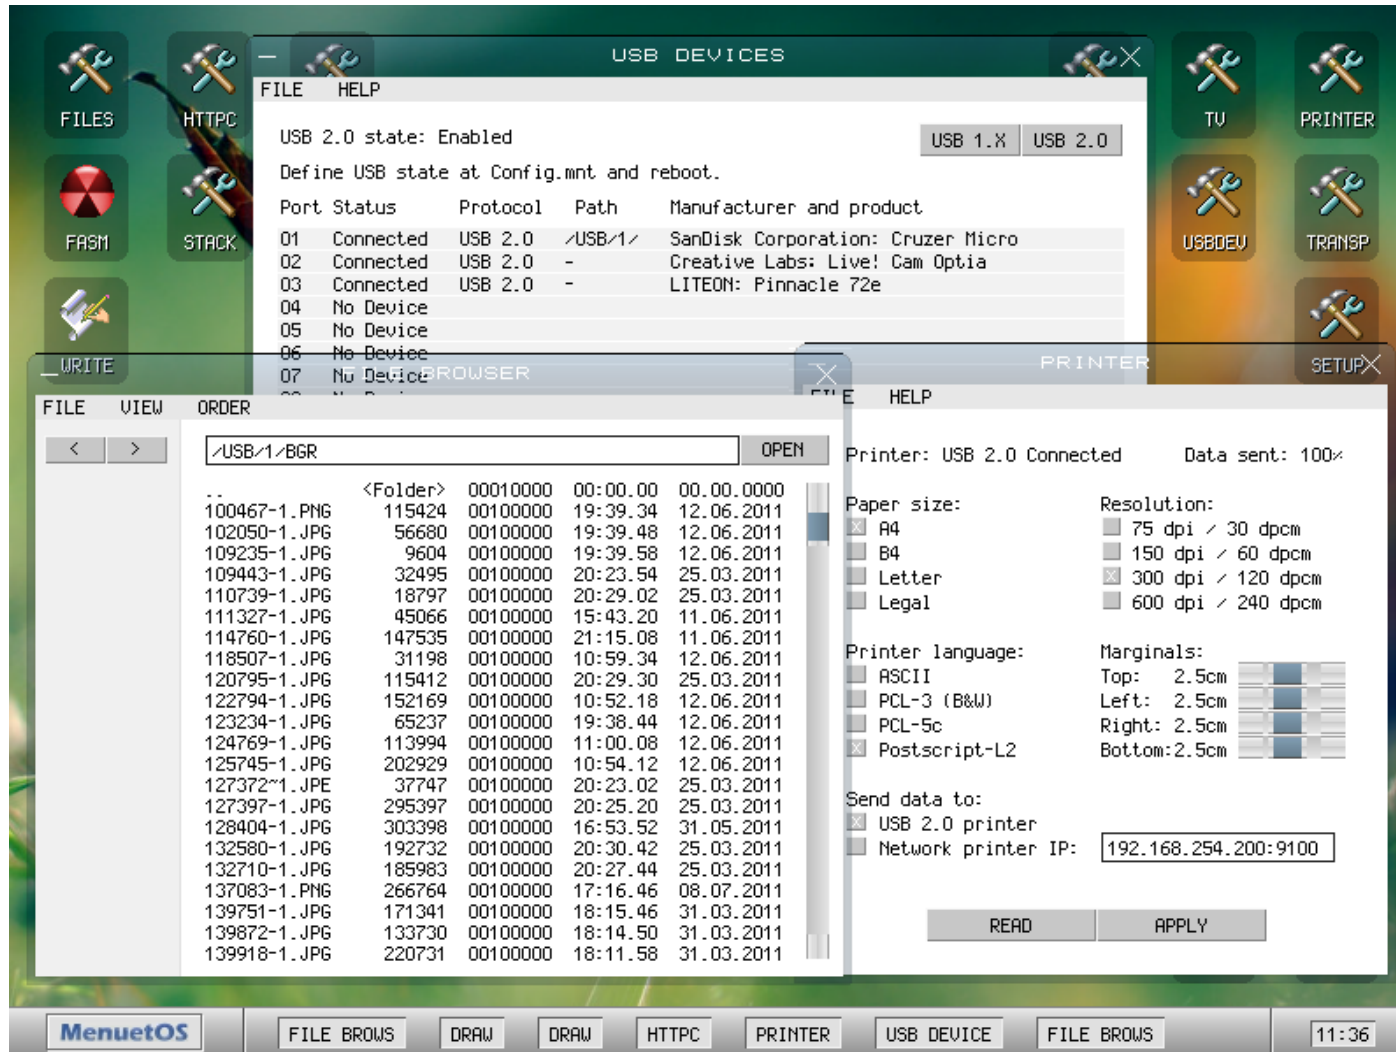 FILES
HTTPC
FASM
STACK
WRITE
TV
PRINTER
USBDEV
TRANSP
SETUP
USB DEVICES
FILE HELP
USB 2.0 state: Enabled
USB 1.X USB 2.0
Define USB state at Config.mnt and reboot.
Port Status Protocol Path Manufacturer and product
01 Connected USB 2.0 /USB/1/ SanDisk Corporation: Cruzer Micro
02 Connected USB 2.0 - Creative Labs: Live! Cam Optia
03 Connected USB 2.0 - LITEON: Pinnacle 72e
04 No Device
05 No Device
06 No Device
07 No Device
FILE BROWSER
FILE VIEW ORDER
< >
/USB/1/BGR OPEN
.. <Folder> 00010000 00:00.00 00.00.0000
100467-1.PNG 115424 00100000 19:39.34 12.06.2011
102050-1.JPG 56680 00100000 19:39.48 12.06.2011
109235-1.JPG 9604 00100000 19:39.58 12.06.2011
109443-1.JPG 32495 00100000 20:23.54 25.03.2011
110739-1.JPG 18797 00100000 20:29.02 25.03.2011
111327-1.JPG 45066 00100000 15:43.20 11.06.2011
114760-1.JPG 147535 00100000 21:15.08 11.06.2011
118507-1.JPG 31198 00100000 10:59.34 12.06.2011
120795-1.JPG 115412 00100000 20:29.30 25.03.2011
122794-1.JPG 152169 00100000 10:52.18 12.06.2011
123234-1.JPG 65237 00100000 19:38.44 12.06.2011
124769-1.JPG 113994 00100000 11:00.08 12.06.2011
125745-1.JPG 202929 00100000 10:54.12 12.06.2011
127372~1.JPE 37747 00100000 20:23.02 25.03.2011
127397-1.JPG 295397 00100000 20:25.20 25.03.2011
128404-1.JPG 303398 00100000 16:53.52 31.05.2011
132580-1.JPG 192732 00100000 20:30.42 25.03.2011
132710-1.JPG 185983 00100000 20:27.44 25.03.2011
137083-1.PNG 266764 00100000 17:16.46 08.07.2011
139751-1.JPG 171341 00100000 18:15.46 31.03.2011
139872-1.JPG 133730 00100000 18:14.50 31.03.2011
139918-1.JPG 220731 00100000 18:11.58 31.03.2011
PRINTER
FILE HELP
Printer: USB 2.0 Connected Data sent: 100%
Paper size: Resolution:
A4 75 dpi / 30 dpcm
B4 150 dpi / 60 dpcm
Letter 300 dpi / 120 dpcm
Legal 600 dpi / 240 dpcm
Printer language: Marginals:
ASCII Top: 2.5cm
PCL-3 (B&W) Left: 2.5cm
PCL-5c Right: 2.5cm
Postscript-L2 Bottom:2.5cm
Send data to:
USB 2.0 printer
Network printer IP: 192.168.254.200:9100
READ APPLY
MenuetOS FILE BROWS DRAW DRAW HTTPC PRINTER USB DEVICE FILE BROWS 11:36